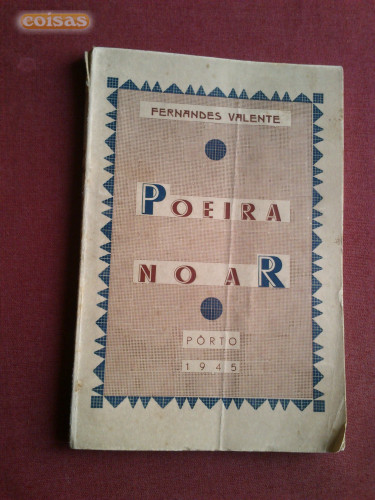 coisas
FERNANDES VALENTE
POEIRA
NO AR
PÔRTO
1945